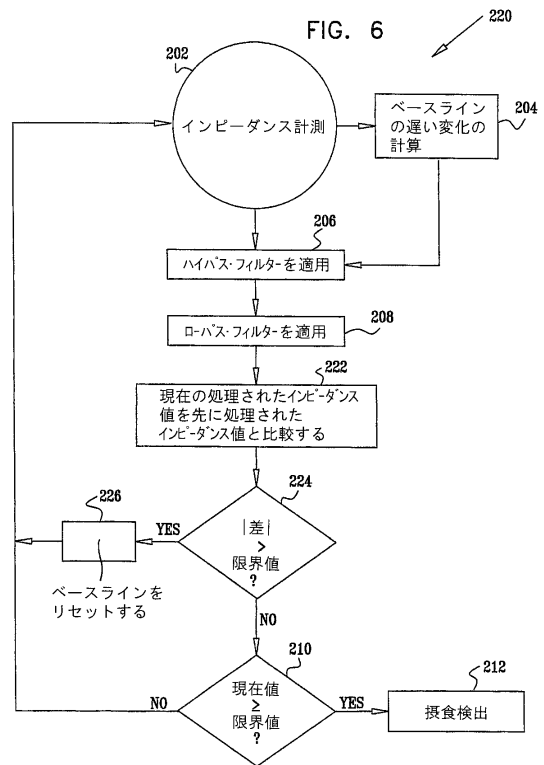 FIG. 6
220
202
インピーダンス計測
ベースライン
の遅い変化の
計算
204
206
ハイパス・フィルターを適用
208
ローパス・フィルターを適用
222
現在の処理されたインピーダンス
値を先に処理された
インピーダンス値と比較する
224
|差|
>
限界値
?
YES
226
ベースラインを
リセットする
NO
210
現在値
≥
限界値
?
NO
YES
212
摂食検出